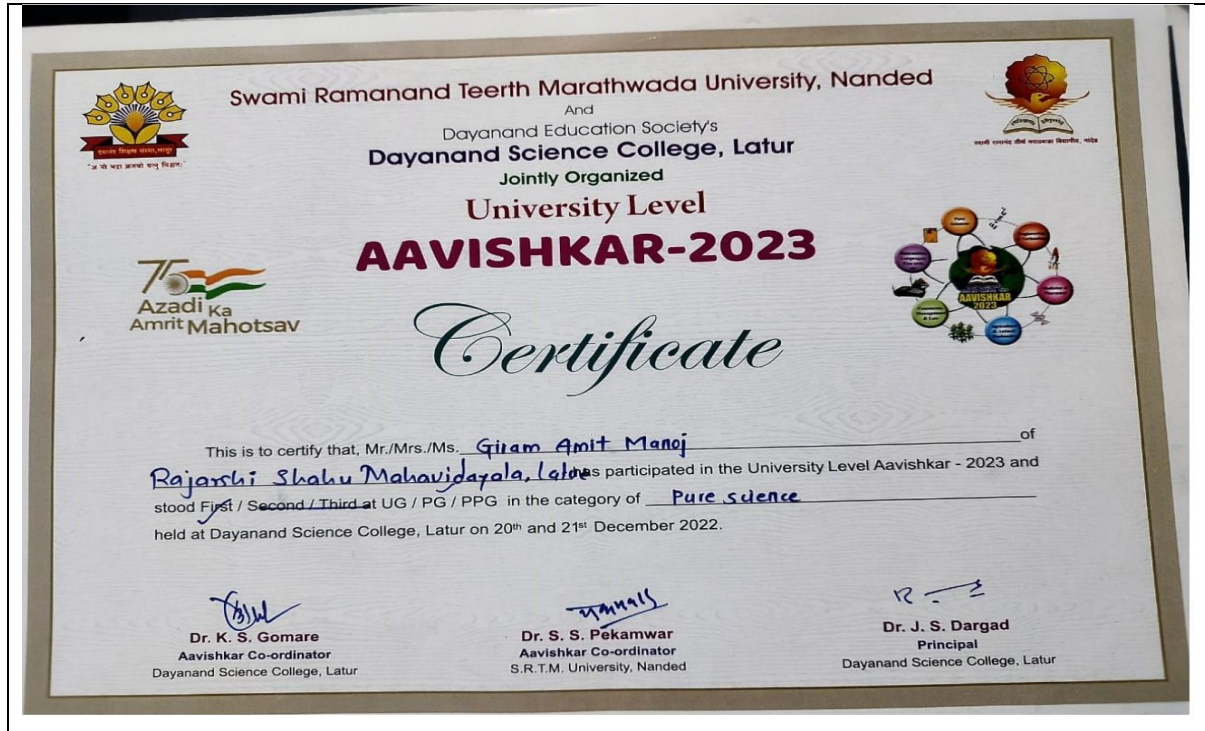 Swami Ramanand Teerth Marathwada University, Nanded
And
Dayanand Education Society's
Dayanand Science College, Latur
Jointly Organized
University Level
AAVISHKAR-2023
75
Azadi Ka
Amrit Mahotsav
AAVISHKAR
2023
Certificate
This is to certify that, Mr./Mrs./Ms. Giram Amit Manoj of
Rajarshi Shahu Mahavidayala, Latur has participated in the University Level Aavishkar - 2023 and
stood First / Second / Third at UG / PG / PPG in the category of Pure science
held at Dayanand Science College, Latur on 20th and 21st December 2022.
Dr. K. S. Gomare
Aavishkar Co-ordinator
Dayanand Science College, Latur
Dr. S. S. Pekamwar
Aavishkar Co-ordinator
S.R.T.M. University, Nanded
Dr. J. S. Dargad
Principal
Dayanand Science College, Latur